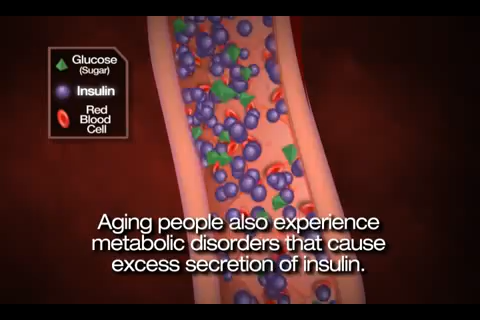 Glucose
(Sugar)
Insulin
Red
Blood
Cell
Aging people also experience
metabolic disorders that cause
excess secretion of insulin.